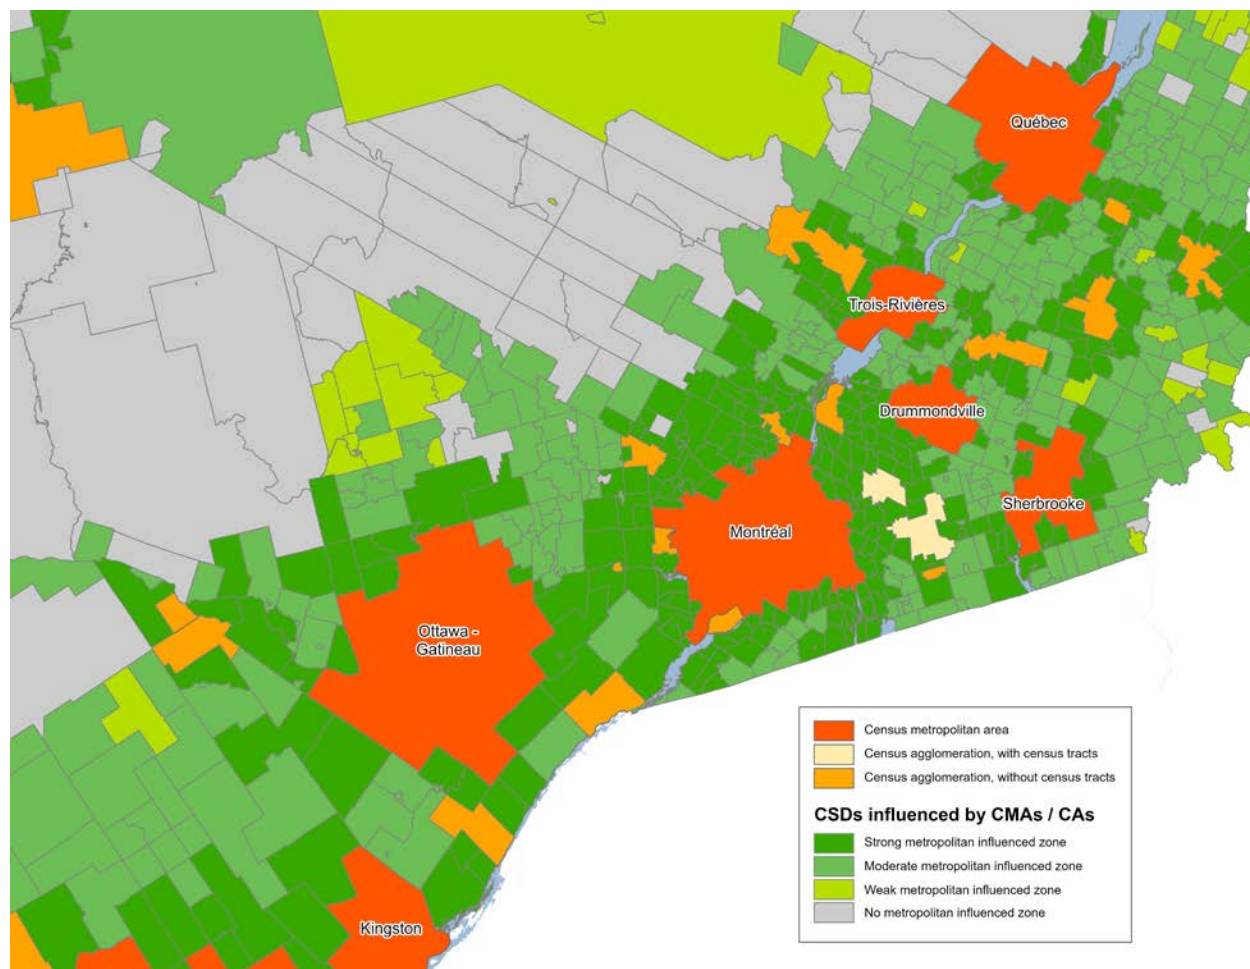 Québec
Trois-Rivières
Drummondville
Sherbrooke
Montréal
Ottawa -
Gatineau
Kingston
Census metropolitan area
Census agglomeration, with census tracts
Census agglomeration, without census tracts
CSDs influenced by CMAs / CAs
Strong metropolitan influenced zone
Moderate metropolitan influenced zone
Weak metropolitan influenced zone
No metropolitan influenced zone